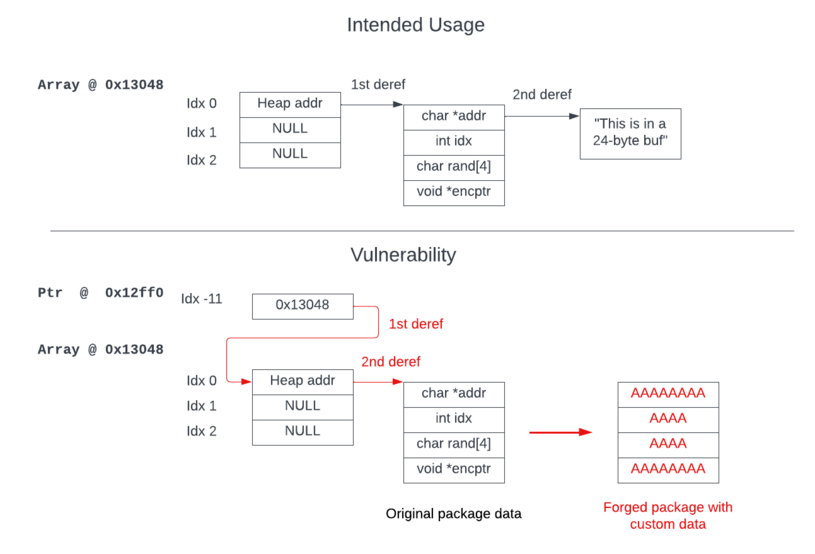 Intended Usage
Array @ 0x13048
1st deref
2nd deref
Idx 0
Heap addr
char *addr
"This is in a
24-byte buf"
Idx 1
NULL
int idx
Idx 2
NULL
char rand[4]
void *encptr
Vulnerability
Ptr @ 0x12ff0
Idx -11
0x13048
1st deref
Array @ 0x13048
2nd deref
Idx 0
Heap addr
char *addr
AAAAAAAA
Idx 1
NULL
int idx
AAAA
Idx 2
NULL
char rand[4]
AAAA
void *encptr
AAAAAAAA
Original package data
Forged package with
custom data